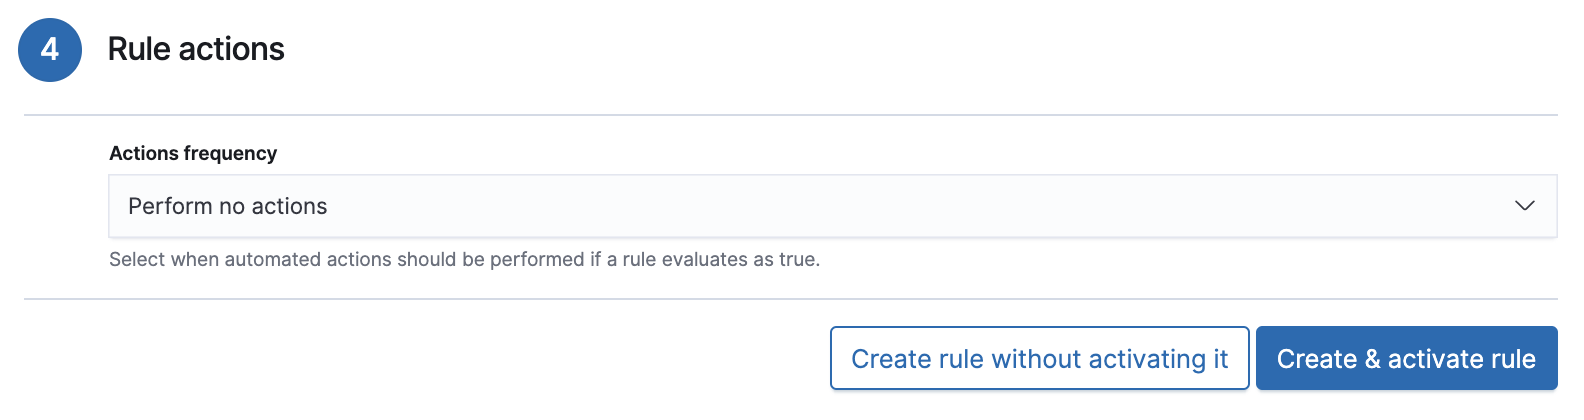 4
Rule actions
Actions frequency
Perform no actions
Select when automated actions should be performed if a rule evaluates as true.
Create rule without activating it
Create & activate rule